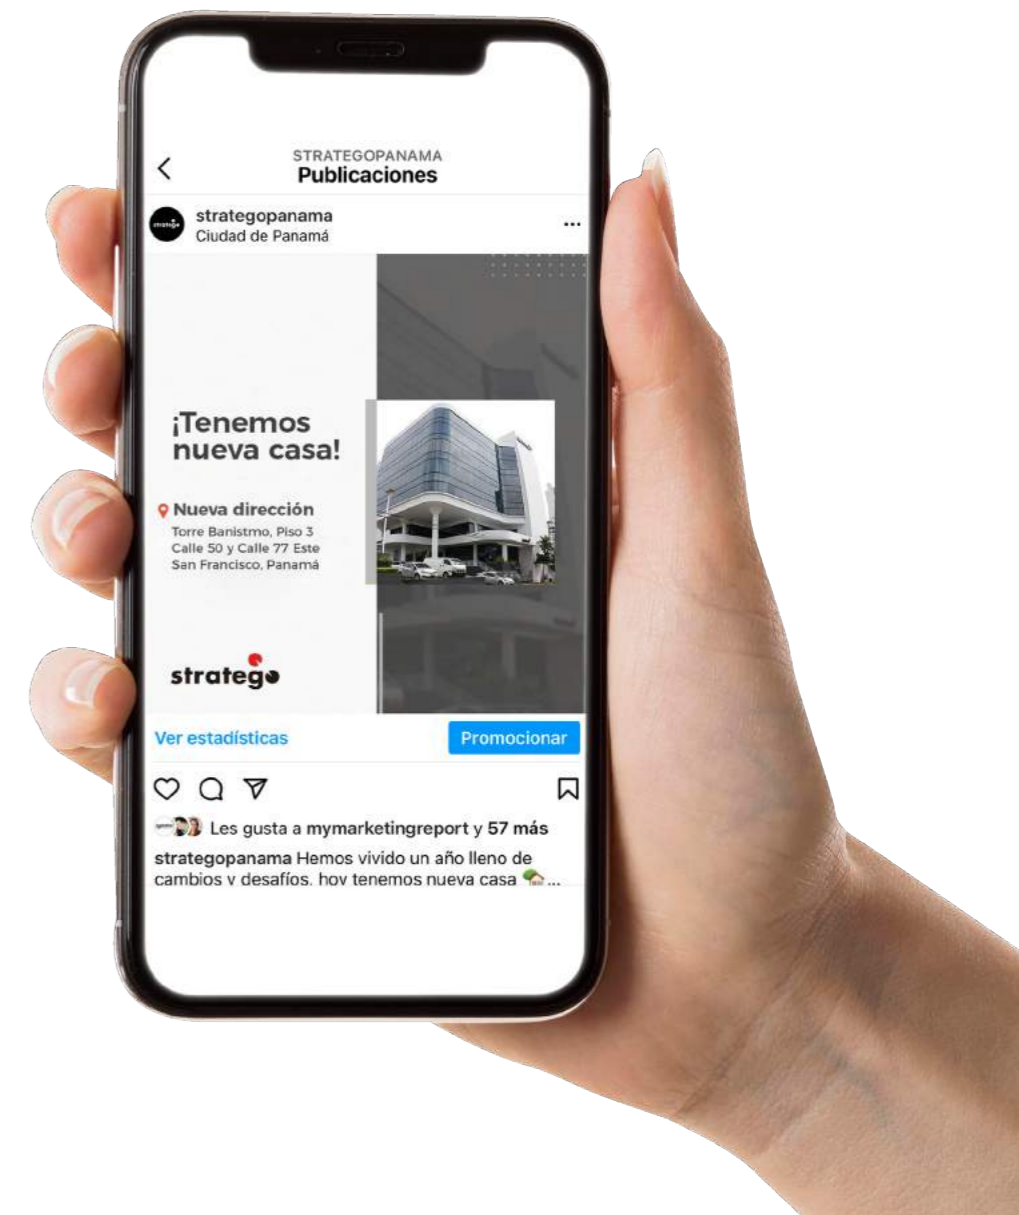 STRATEGOPANAMA
Publicaciones
stratego
strategopanama
Ciudad de Panamá
¡Tenemos
nueva casa!
Nueva dirección
Torre Banistmo, Piso 3
Calle 50 y Calle 77 Este
San Francisco, Panamá
stratego
Ver estadísticas
Promocionar
Les gusta a mymarketingreport y 57 más
strategopanama Hemos vivido un año lleno de
cambios y desafíos, hoy tenemos nueva casa ...